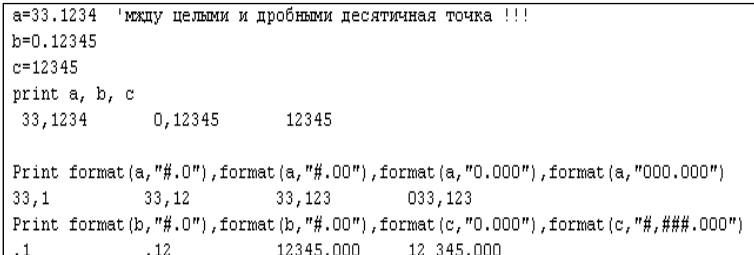 a=33.1234 'мжду целыми и дробными десятичная точка !!!
b=0.12345
c=12345
print a, b, c
33,1234 0,12345 12345
Print format(a,"#.0"),format(a,"#.00"),format(a,"0.000"),format(a,"000.000")
33,1 33,12 33,123 033,123
Print format(b,"#.0"),format(b,"#.00"),format(c,"0.000"),format(c,"#,###.000")
.1 .12 12345.000 12 345.000